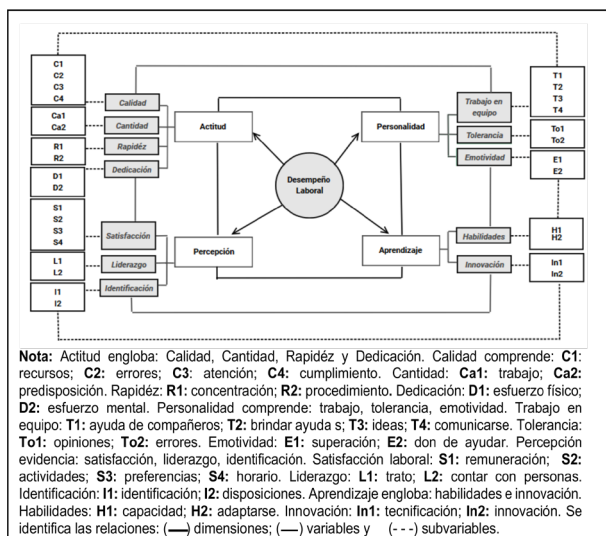 C1
C2
C3
C4
Ca1
Ca2
R1
R2
D1
D2
S1
S2
S3
S4
L1
L2
I1
I2
Calidad
Cantidad
Rapidéz
Dedicación
Satisfacción
Liderazgo
Identificación
Actitud
Percepción
Desempeño
Laboral
Personalidad
Aprendizaje
Trabajo en
equipo
Tolerancia
Emotividad
Habilidades
Innovación
T1
T2
T3
T4
To1
To2
E1
E2
H1
H2
In1
In2
Nota: Actitud engloba: Calidad, Cantidad, Rapidéz y Dedicación. Calidad comprende: C1:
recursos; C2: errores; C3: atención; C4: cumplimiento. Cantidad: Ca1: trabajo; Ca2:
predisposición. Rapidéz: R1: concentración; R2: procedimiento. Dedicación: D1: esfuerzo físico;
D2: esfuerzo mental. Personalidad comprende: trabajo, tolerancia, emotividad. Trabajo en
equipo: T1: ayuda de compañeros; T2: brindar ayuda s; T3: ideas; T4: comunicarse. Tolerancia:
To1: opiniones; To2: errores. Emotividad: E1: superación; E2: don de ayudar. Percepción
evidencia: satisfacción, liderazgo, identificación. Satisfacción laboral: S1: remuneración; S2:
actividades; S3: preferencias; S4: horario. Liderazgo: L1: trato; L2: contar con personas.
Identificación: I1: identificación; I2: disposiciones. Aprendizaje engloba: habilidades e innovación.
Habilidades: H1: capacidad; H2: adaptarse. Innovación: In1: tecnificación; In2: innovación. Se
identifica las relaciones: (—) dimensiones; (—) variables y (- - -) subvariables.